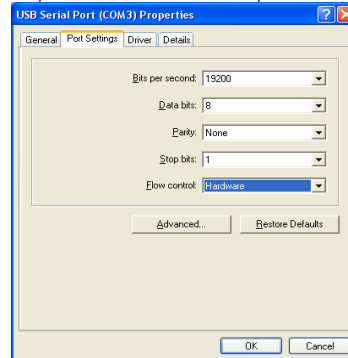 USB Serial Port (COM3) Properties
General Port Settings Driver Details
Bits per second: 19200
Data bits: 8
Parity: None
Stop bits: 1
Flow control: Hardware
Advanced... Restore Defaults
OK Cancel